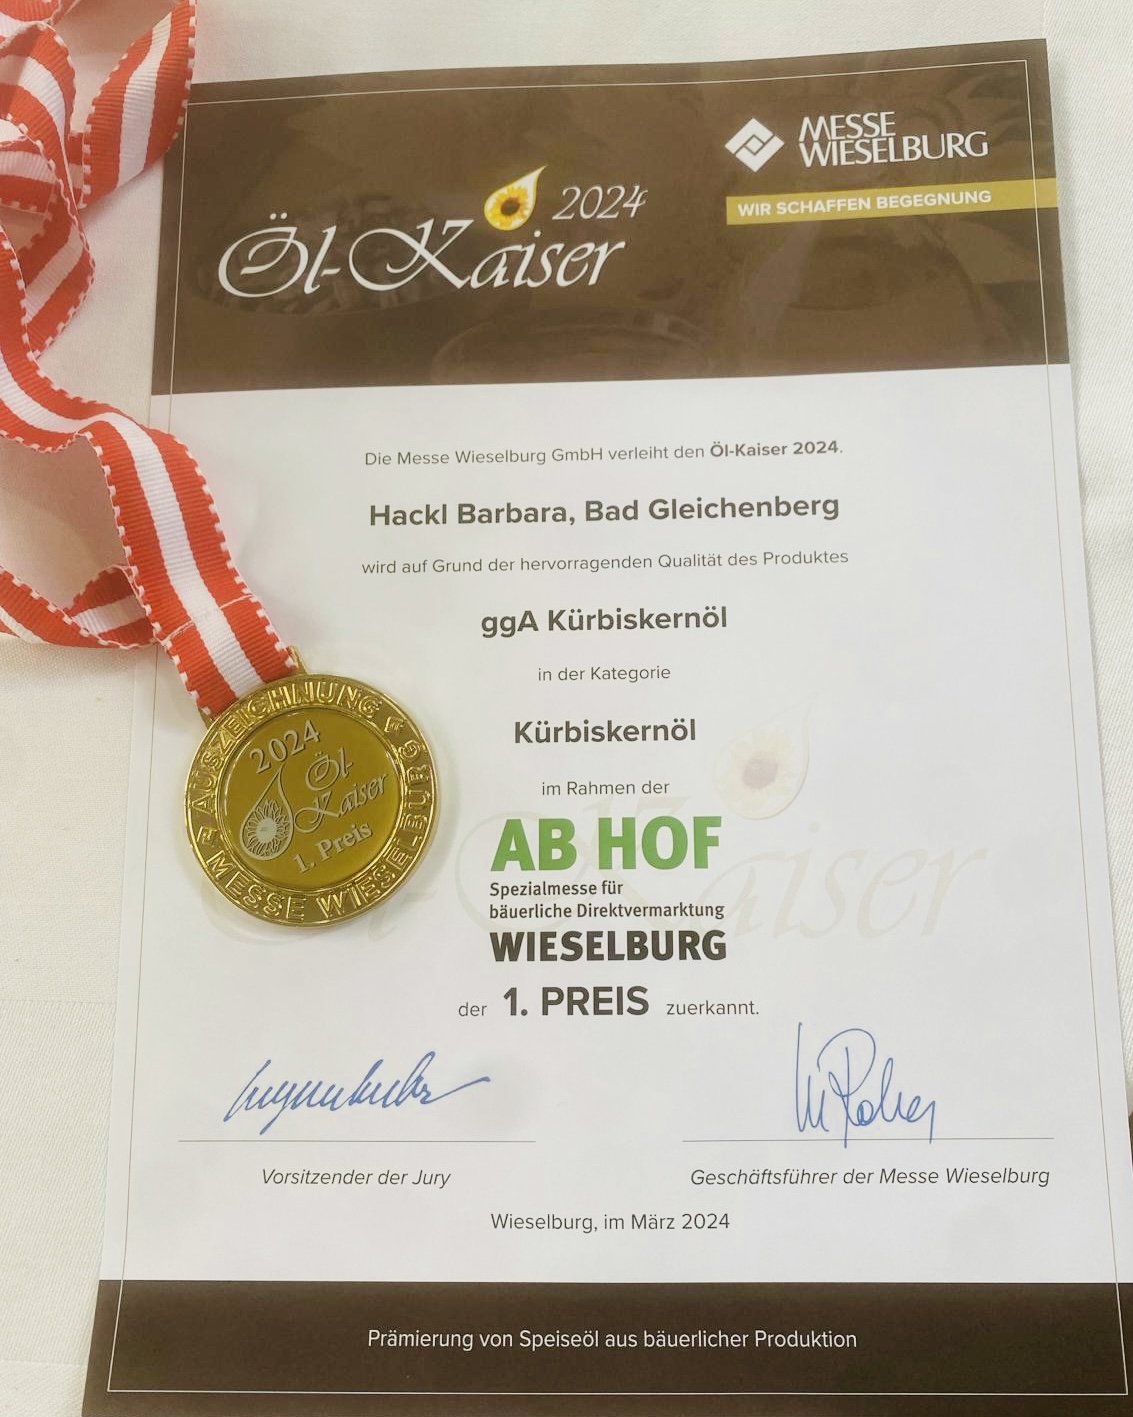 MESSE
WIESELBURG
WIR SCHAFFEN BEGEGNUNG
Öl-Kaiser 2024
Die Messe Wieselburg GmbH verleiht den Öl-Kaiser 2024.
Hackl Barbara, Bad Gleichenberg
wird auf Grund der hervorragenden Qualität des Produktes
ggA Kürbiskernöl
in der Kategorie
Kürbiskernöl
im Rahmen der
AB HOF
Spezialmesse für
bäuerliche Direktvermarktung
WIESELBURG
der 1. PREIS zuerkannt.
AUSZEICHNUNG
MESSE WIESELBURG
2024
Öl-
Kaiser
1. Preis
Öl-Kaiser
Vorsitzender der Jury
Geschäftsführer der Messe Wieselburg
Wieselburg, im März 2024
Prämierung von Speiseöl aus bäuerlicher Produktion